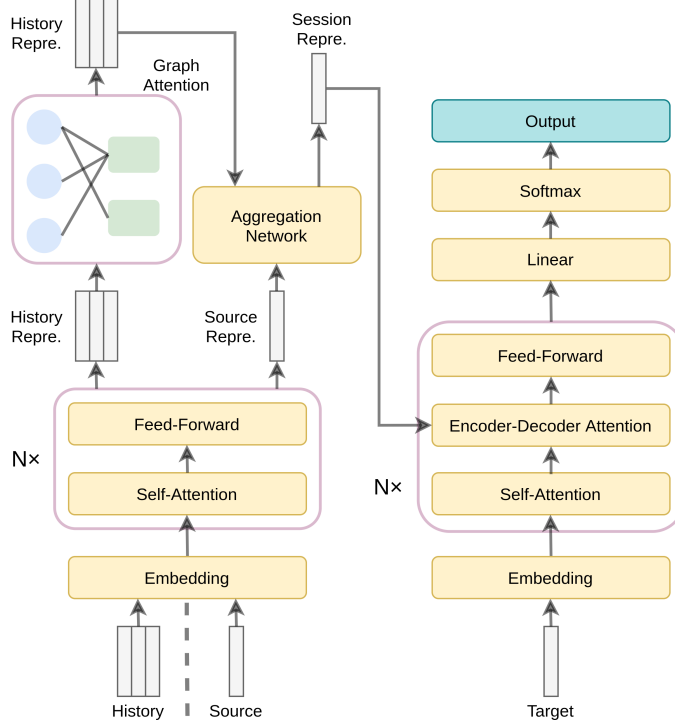 History
Repre.
Graph
Attention
Session
Repre.
Aggregation
Network
History
Repre.
Source
Repre.
Feed-Forward
Self-Attention
N×
Embedding
History
Source
Output
Softmax
Linear
Feed-Forward
Encoder-Decoder Attention
Self-Attention
N×
Embedding
Target